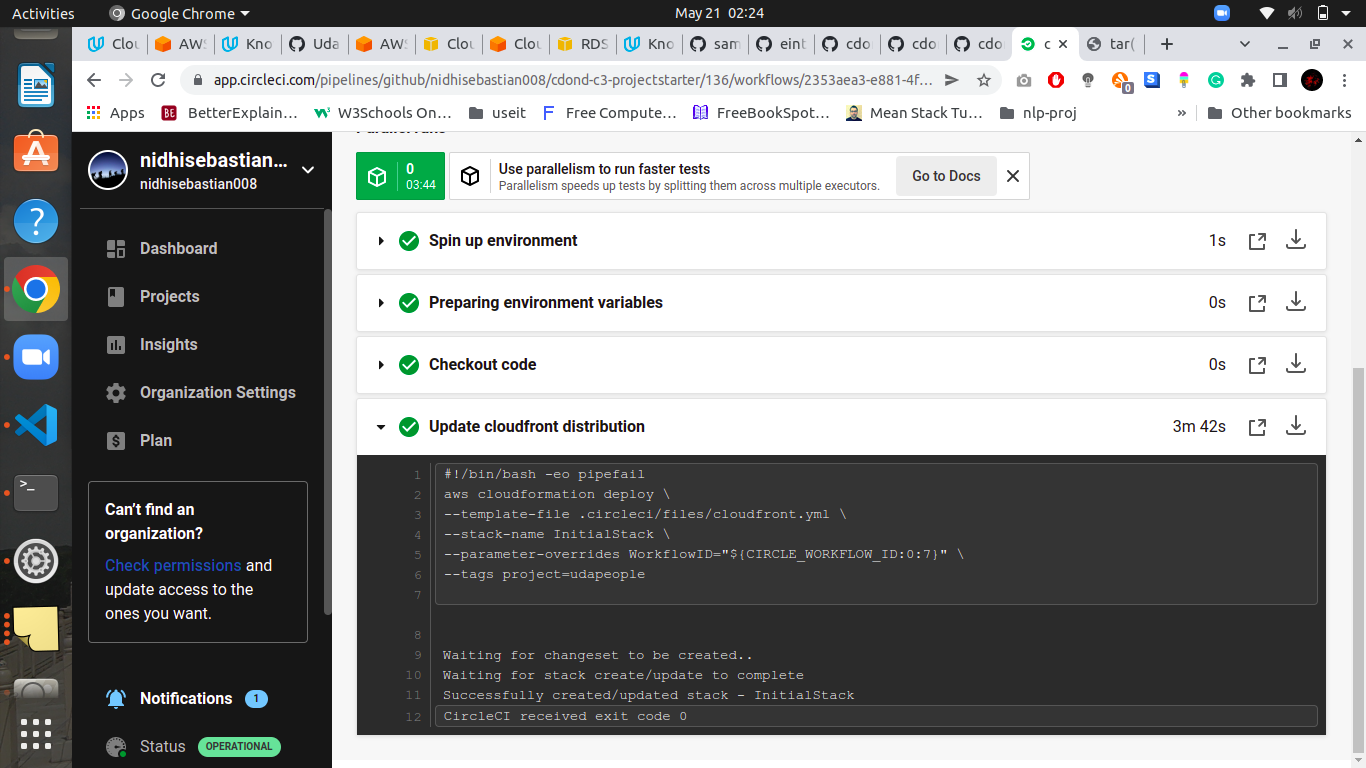 Activities
Google Chrome
May 21 02:24
Clou
AWS
Kno
Uda
AWS
Clou
Clou
RDS
Kno
sam
eint
cdo
cdo
cdo
c
tar(
app.circleci.com/pipelines/github/nidhisebastian008/cdond-c3-projectstarter/136/workflows/2353aea3-e881-4f...
0
Apps
BE
BetterExplain...
W3Schools On...
useit
Free Compute...
FreeBookSpot...
Mean Stack Tu...
nlp-proj
»
Other bookmarks
nidhisebastian...
nidhisebastian008
Dashboard
Projects
Insights
Organization Settings
Plan
Can't find an
organization?
Check permissions and
update access to the
ones you want.
Notifications 1
Status OPERATIONAL
Parallel runs
0
03:44
Use parallelism to run faster tests
Parallelism speeds up tests by splitting them across multiple executors.
Go to Docs
Spin up environment 1s
Preparing environment variables 0s
Checkout code 0s
Update cloudfront distribution 3m 42s
1 #!/bin/bash -eo pipefail
2 aws cloudformation deploy \
3 --template-file .circleci/files/cloudfront.yml \
4 --stack-name InitialStack \
5 --parameter-overrides WorkflowID="${CIRCLE_WORKFLOW_ID:0:7}" \
6 --tags project=udapeople
7
8
9 Waiting for changeset to be created..
10 Waiting for stack create/update to complete
11 Successfully created/updated stack - InitialStack
12 CircleCI received exit code 0